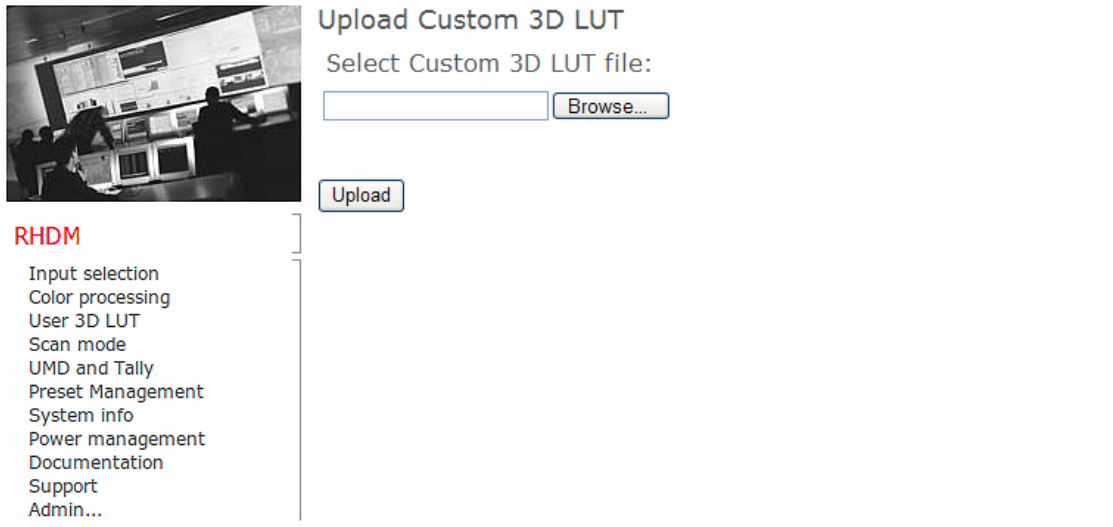 Upload Custom 3D LUT
Select Custom 3D LUT file:
Browse...
Upload
RHDM
Input selection
Color processing
User 3D LUT
Scan mode
UMD and Tally
Preset Management
System info
Power management
Documentation
Support
Admin...